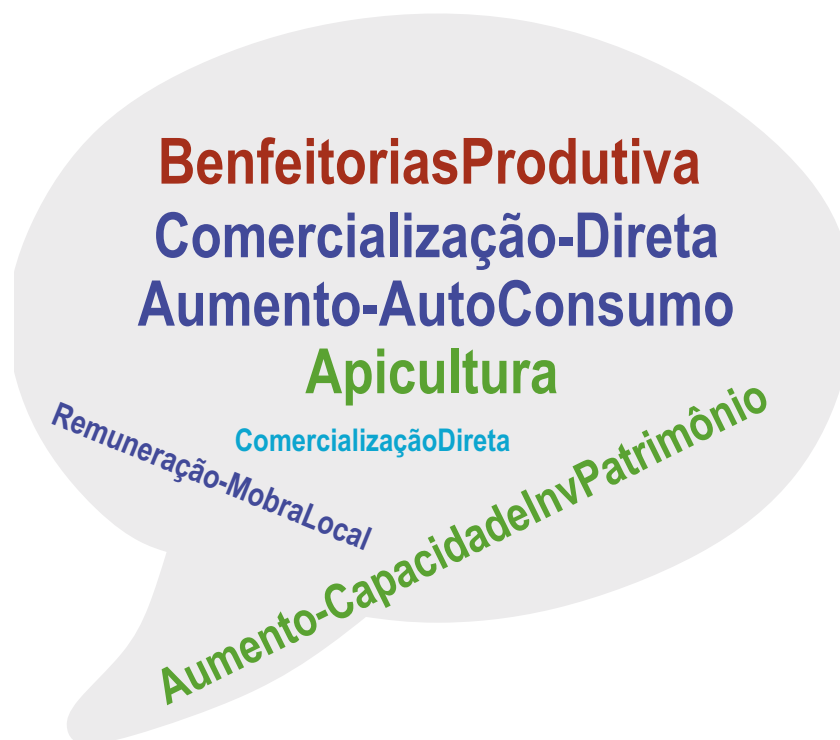 BenfeitoriasProdutiva
Comercialização-Direta
Aumento-AutoConsumo
Apicultura
Remuneração-MobraLocal
ComercializaçãoDireta
Aumento-CapacidadeInvPatrimônio